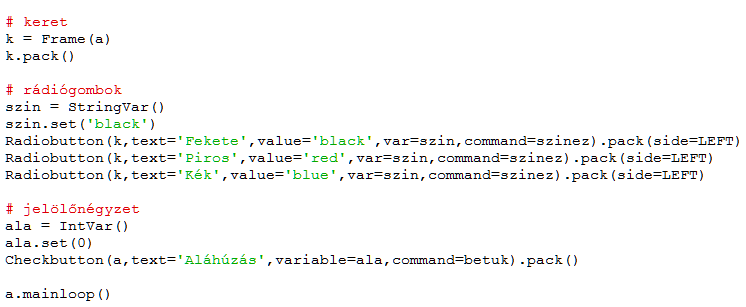 # keret
k = Frame(a)
k.pack()

# rádiógombok
szin = StringVar()
szin.set('black')
Radiobutton(k,text='Fekete',value='black',var=szin,command=szinez).pack(side=LEFT)
Radiobutton(k,text='Piros',value='red',var=szin,command=szinez).pack(side=LEFT)
Radiobutton(k,text='Kék',value='blue',var=szin,command=szinez).pack(side=LEFT)

# jelölőnégyzet
ala = IntVar()
ala.set(0)
Checkbutton(a,text='Aláhúzás',variable=ala,command=betuk).pack()

a.mainloop()